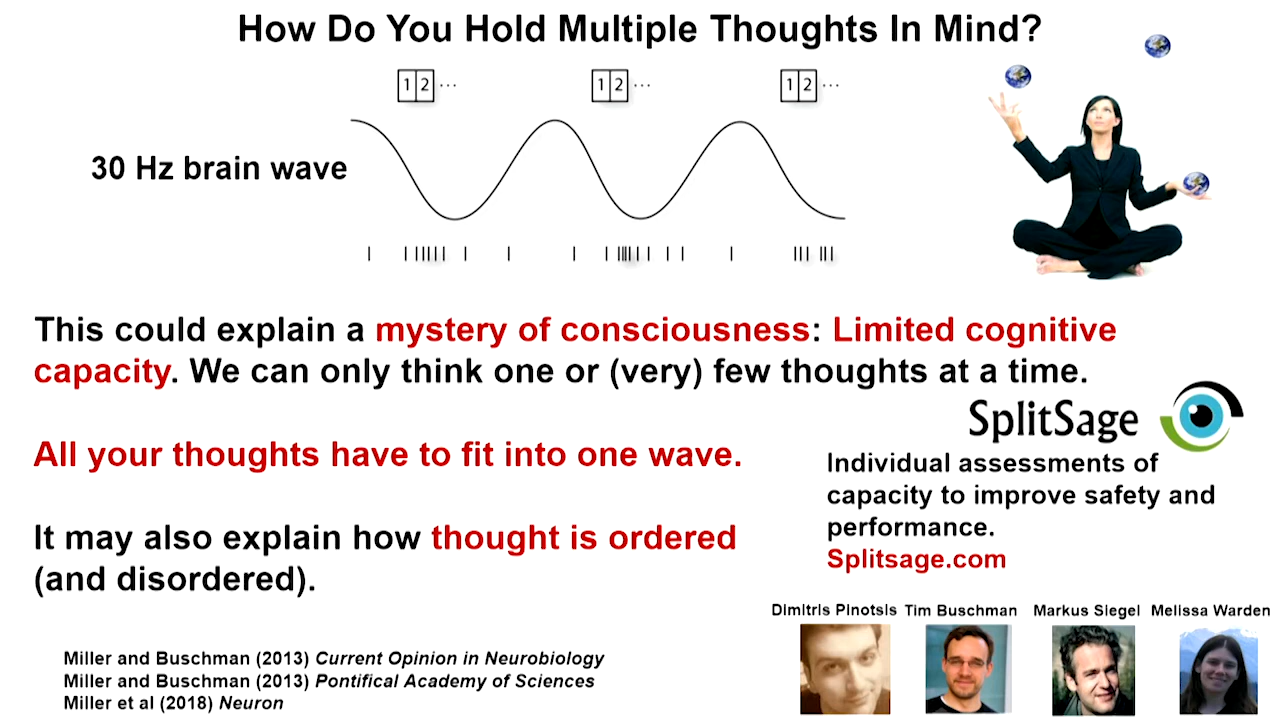 How Do You Hold Multiple Thoughts In Mind?
1 2 ... 1 2 ... 1 2 ...
30 Hz brain wave
This could explain a mystery of consciousness: Limited cognitive
capacity. We can only think one or (very) few thoughts at a time.
All your thoughts have to fit into one wave.
It may also explain how thought is ordered
(and disordered).
SplitSage
Individual assessments of
capacity to improve safety and
performance.
Splitsage.com
Dimitris Pinotsis Tim Buschman Markus Siegel Melissa Warden
Miller and Buschman (2013) Current Opinion in Neurobiology
Miller and Buschman (2013) Pontifical Academy of Sciences
Miller et al (2018) Neuron